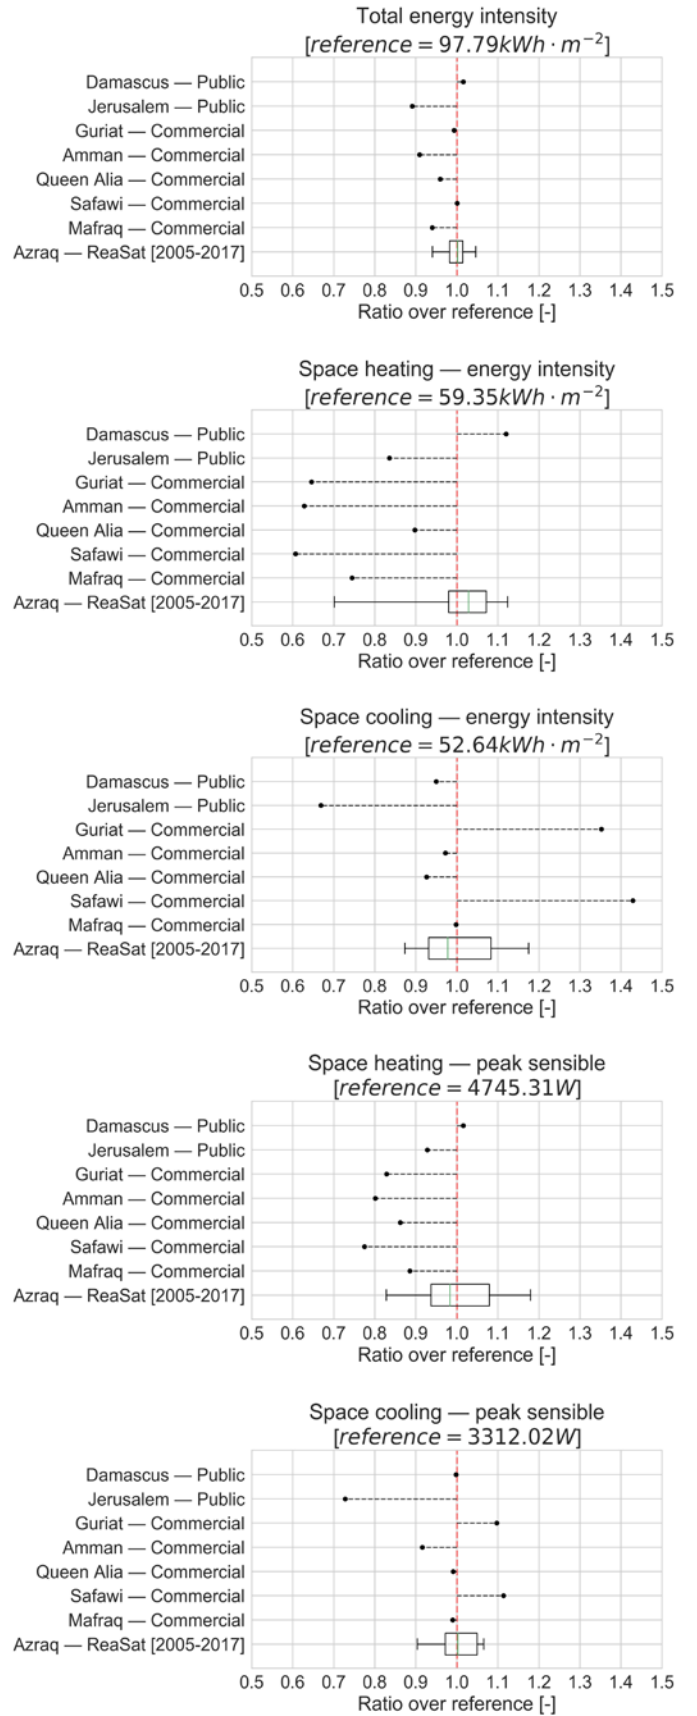 Total energy intensity
[reference = 97.79kWh · m⁻²]
Damascus — Public
Jerusalem — Public
Guriat — Commercial
Amman — Commercial
Queen Alia — Commercial
Safawi — Commercial
Mafraq — Commercial
Azraq — ReaSat [2005-2017]
0.5 0.6 0.7 0.8 0.9 1.0 1.1 1.2 1.3 1.4 1.5
Ratio over reference [-]
Space heating — energy intensity
[reference = 59.35kWh · m⁻²]
Damascus — Public
Jerusalem — Public
Guriat — Commercial
Amman — Commercial
Queen Alia — Commercial
Safawi — Commercial
Mafraq — Commercial
Azraq — ReaSat [2005-2017]
0.5 0.6 0.7 0.8 0.9 1.0 1.1 1.2 1.3 1.4 1.5
Ratio over reference [-]
Space cooling — energy intensity
[reference = 52.64kWh · m⁻²]
Damascus — Public
Jerusalem — Public
Guriat — Commercial
Amman — Commercial
Queen Alia — Commercial
Safawi — Commercial
Mafraq — Commercial
Azraq — ReaSat [2005-2017]
0.5 0.6 0.7 0.8 0.9 1.0 1.1 1.2 1.3 1.4 1.5
Ratio over reference [-]
Space heating — peak sensible
[reference = 4745.31W]
Damascus — Public
Jerusalem — Public
Guriat — Commercial
Amman — Commercial
Queen Alia — Commercial
Safawi — Commercial
Mafraq — Commercial
Azraq — ReaSat [2005-2017]
0.5 0.6 0.7 0.8 0.9 1.0 1.1 1.2 1.3 1.4 1.5
Ratio over reference [-]
Space cooling — peak sensible
[reference = 3312.02W]
Damascus — Public
Jerusalem — Public
Guriat — Commercial
Amman — Commercial
Queen Alia — Commercial
Safawi — Commercial
Mafraq — Commercial
Azraq — ReaSat [2005-2017]
0.5 0.6 0.7 0.8 0.9 1.0 1.1 1.2 1.3 1.4 1.5
Ratio over reference [-]